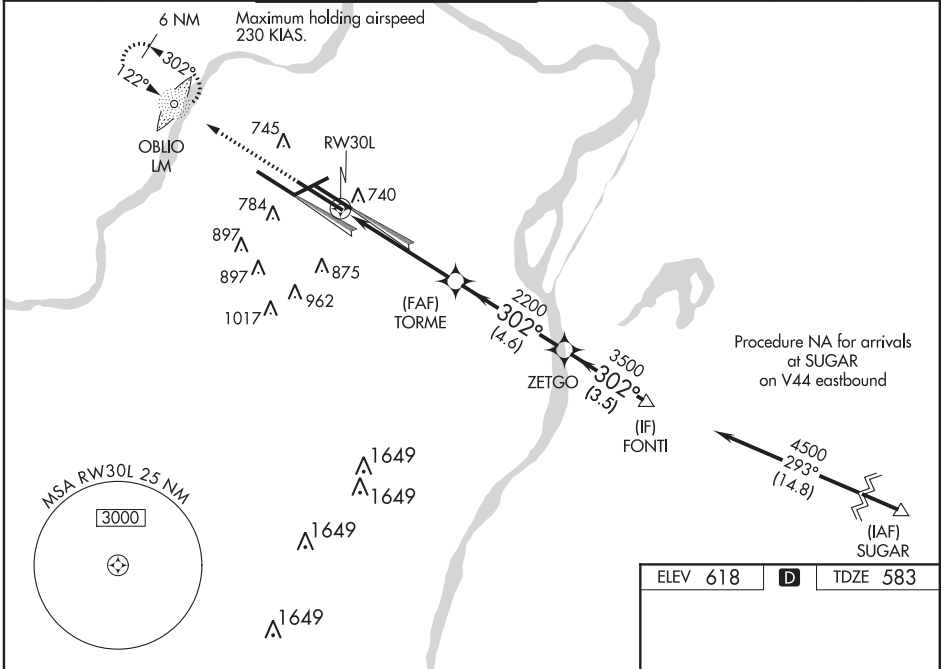 6 NM
Maximum holding airspeed
230 KIAS.
302°
122°
OBLIO
LM
745
RW30L
740
784
897
897
875
962
1017
(FAF)
TORME
2200
302°
(4.6)
ZETGO
3500
302°
(3.5)
(IF)
FONTI
Procedure NA for arrivals
at SUGAR
on V44 eastbound
4500
293°
(14.8)
(IAF)
SUGAR
1649
1649
1649
1649
MSA RW30L 25 NM
3000
ELEV 618 D TDZE 583